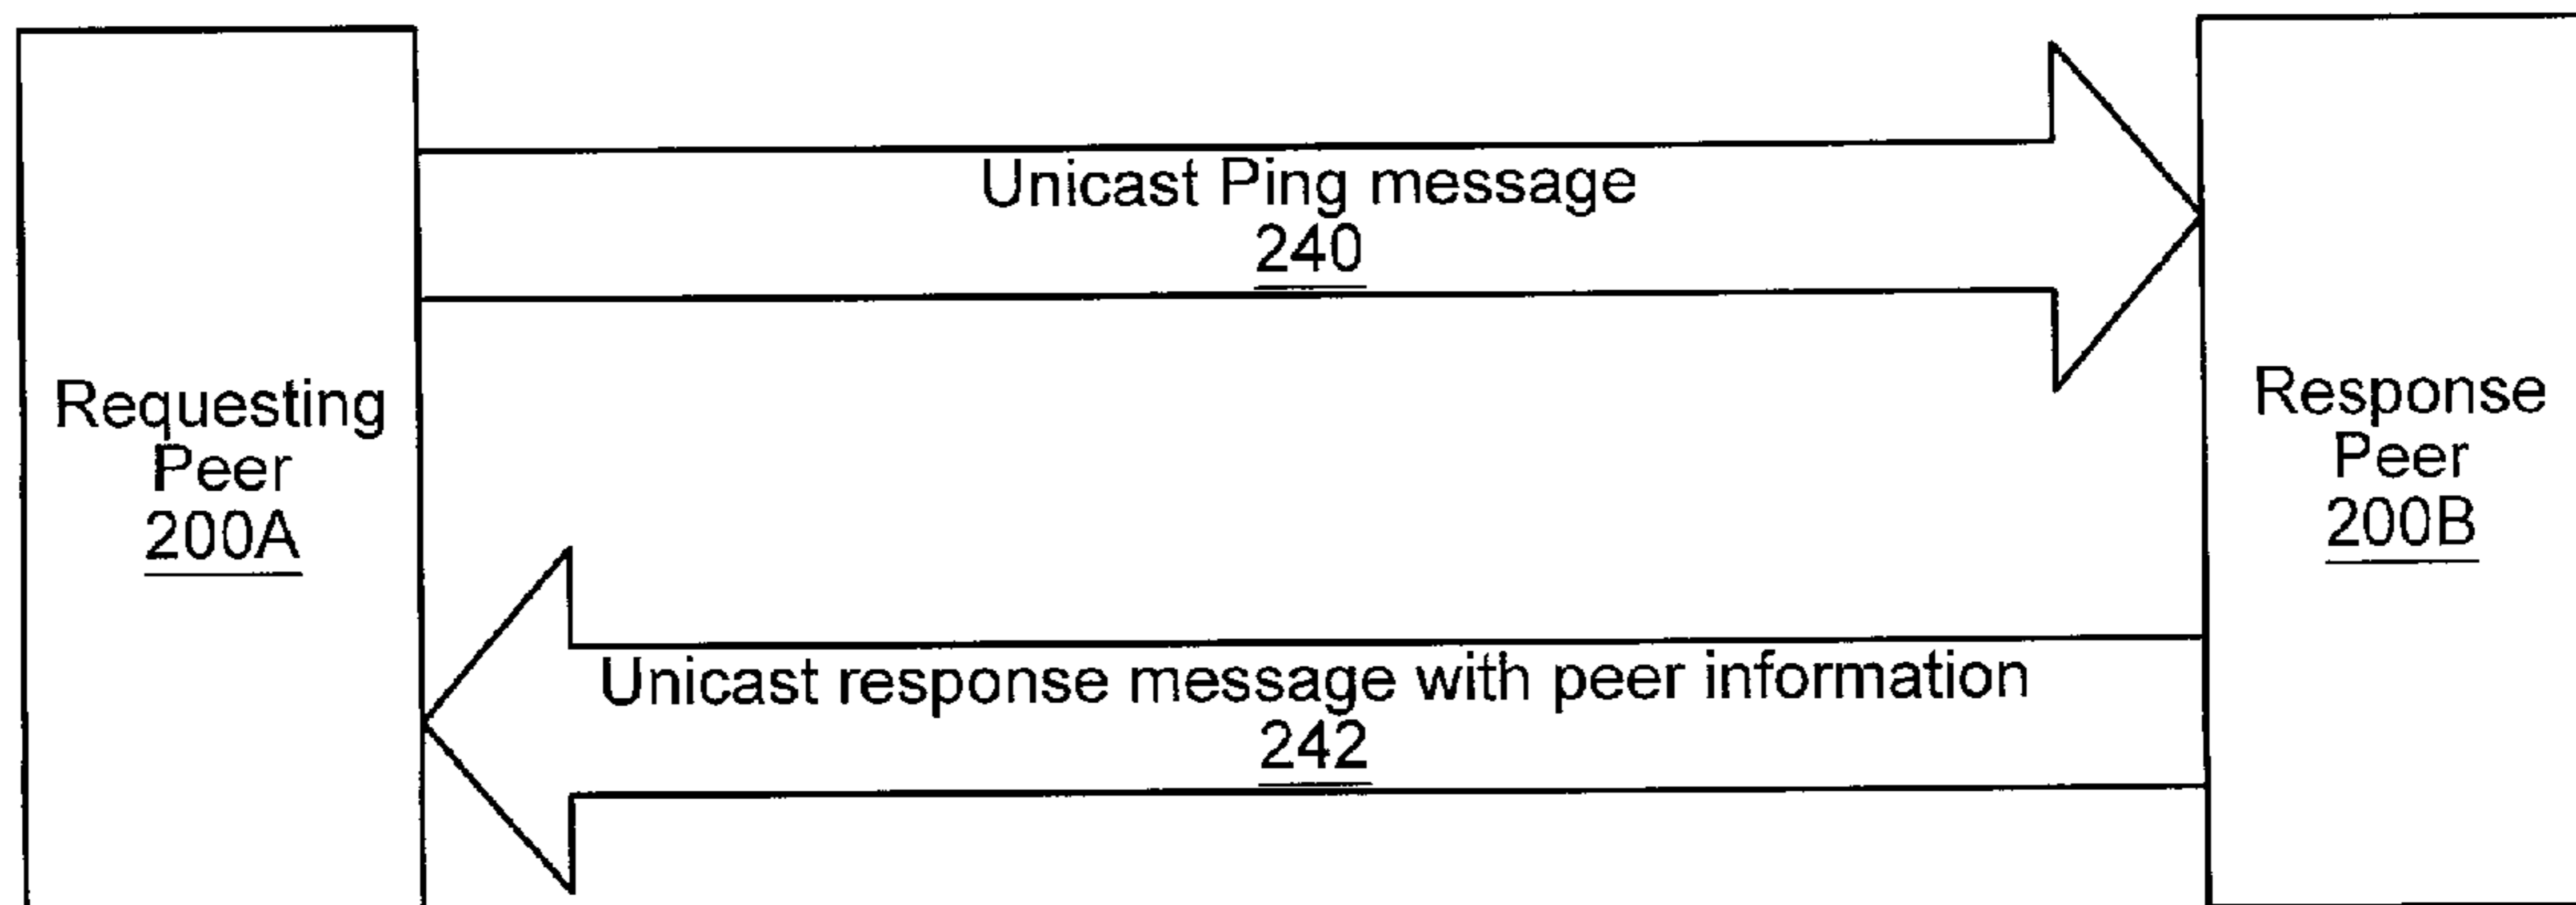 Unicast Ping message
240
Requesting
Peer
200A
Response
Peer
200B
Unicast response message with peer information
242